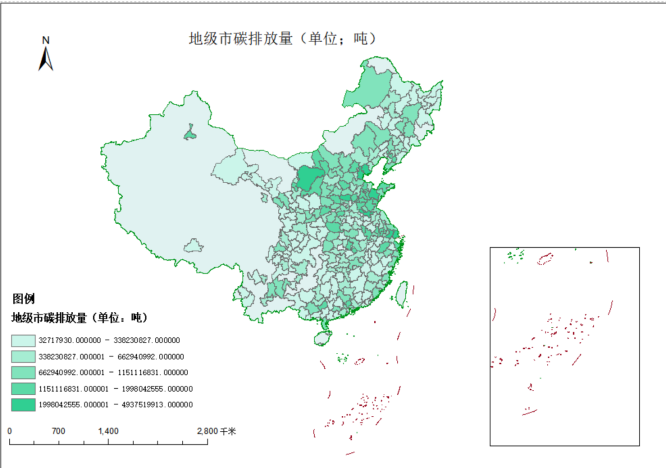 地级市碳排放量（单位；吨）
N
图例
地级市碳排放量（单位：吨）
32717930.000000 - 338230827.000000
338230827.000001 - 662940992.000000
662940992.000001 - 1151116831.000000
1151116831.000001 - 1998042555.000000
1998042555.000001 - 4937519913.000000
0 700 1,400 2,800 千米